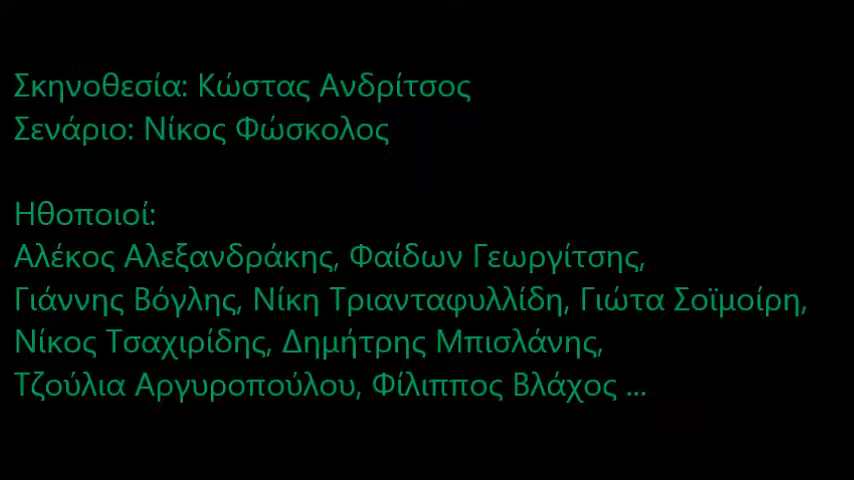 Σκηνοθεσία: Κώστας Ανδρίτσος
Σενάριο: Νίκος Φώσκολος
Ηθοποιοί:
Αλέκος Αλεξανδράκης, Φαίδων Γεωργίτσης,
Γιάννης Βόγλης, Νίκη Τριανταφυλλίδη, Γιώτα Σοϊμοίρη,
Νίκος Τσαχιρίδης, Δημήτρης Μπισλάνης,
Τζούλια Αργυροπούλου, Φίλιππος Βλάχος ...